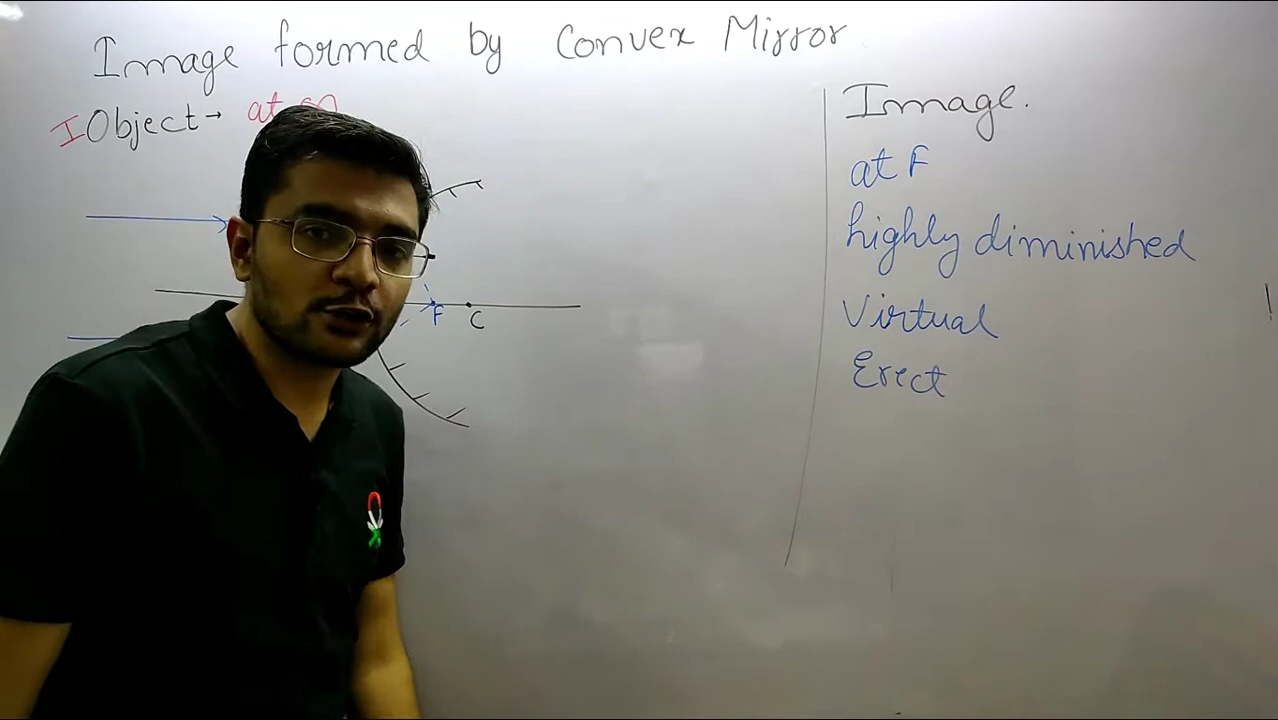 Image formed by Convex Mirror
I Object → at ∞
F C
Image.
at F
highly diminished
Virtual
Erect